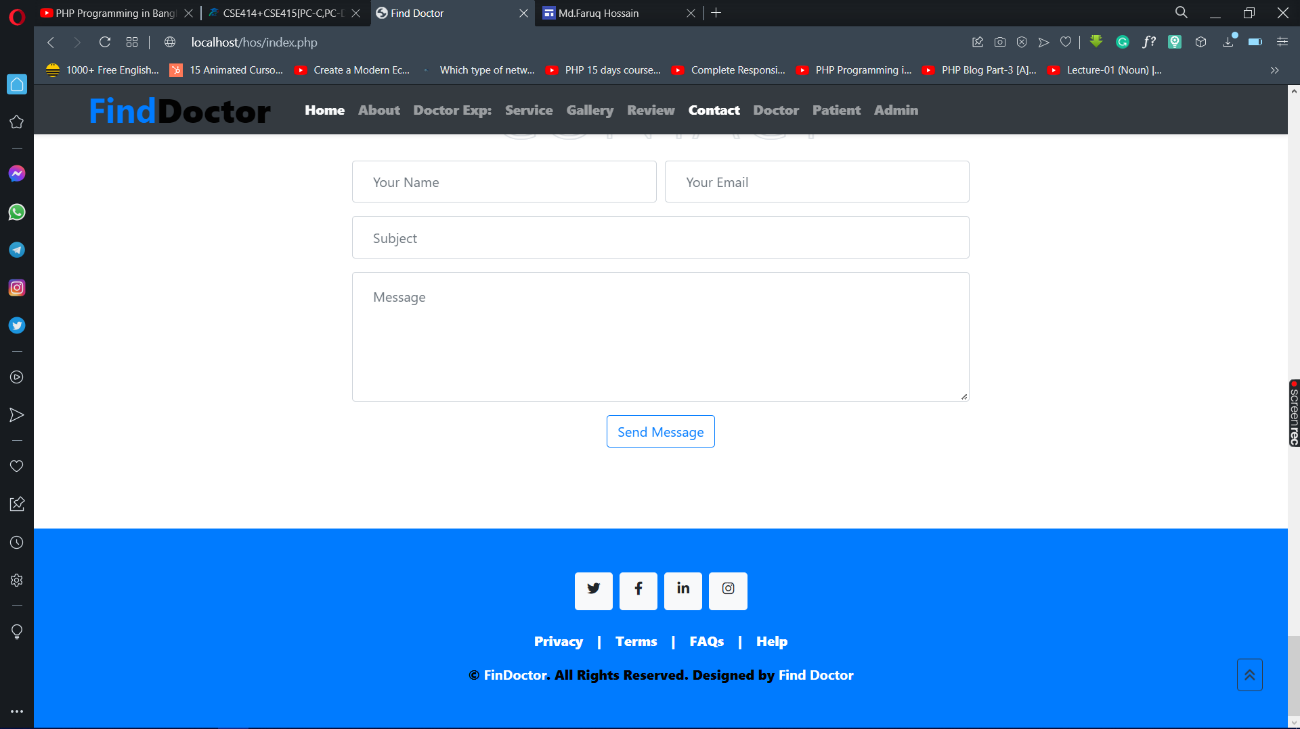 PHP Programming in Bang
CSE414+CSE415[PC-C,PC-D
Find Doctor
Md.Faruq Hossain
localhost/hos/index.php
1000+ Free English...
15 Animated Curso...
Create a Modern Ec...
Which type of netw...
PHP 15 days course...
Complete Responsi...
PHP Programming i...
PHP Blog Part-3 [A]...
Lecture-01 (Noun) |...
FindDoctor
Home About Doctor Exp: Service Gallery Review Contact Doctor Patient Admin
Your Name
Your Email
Subject
Message
Send Message
screenrec
Privacy | Terms | FAQs | Help
© FinDoctor. All Rights Reserved. Designed by Find Doctor